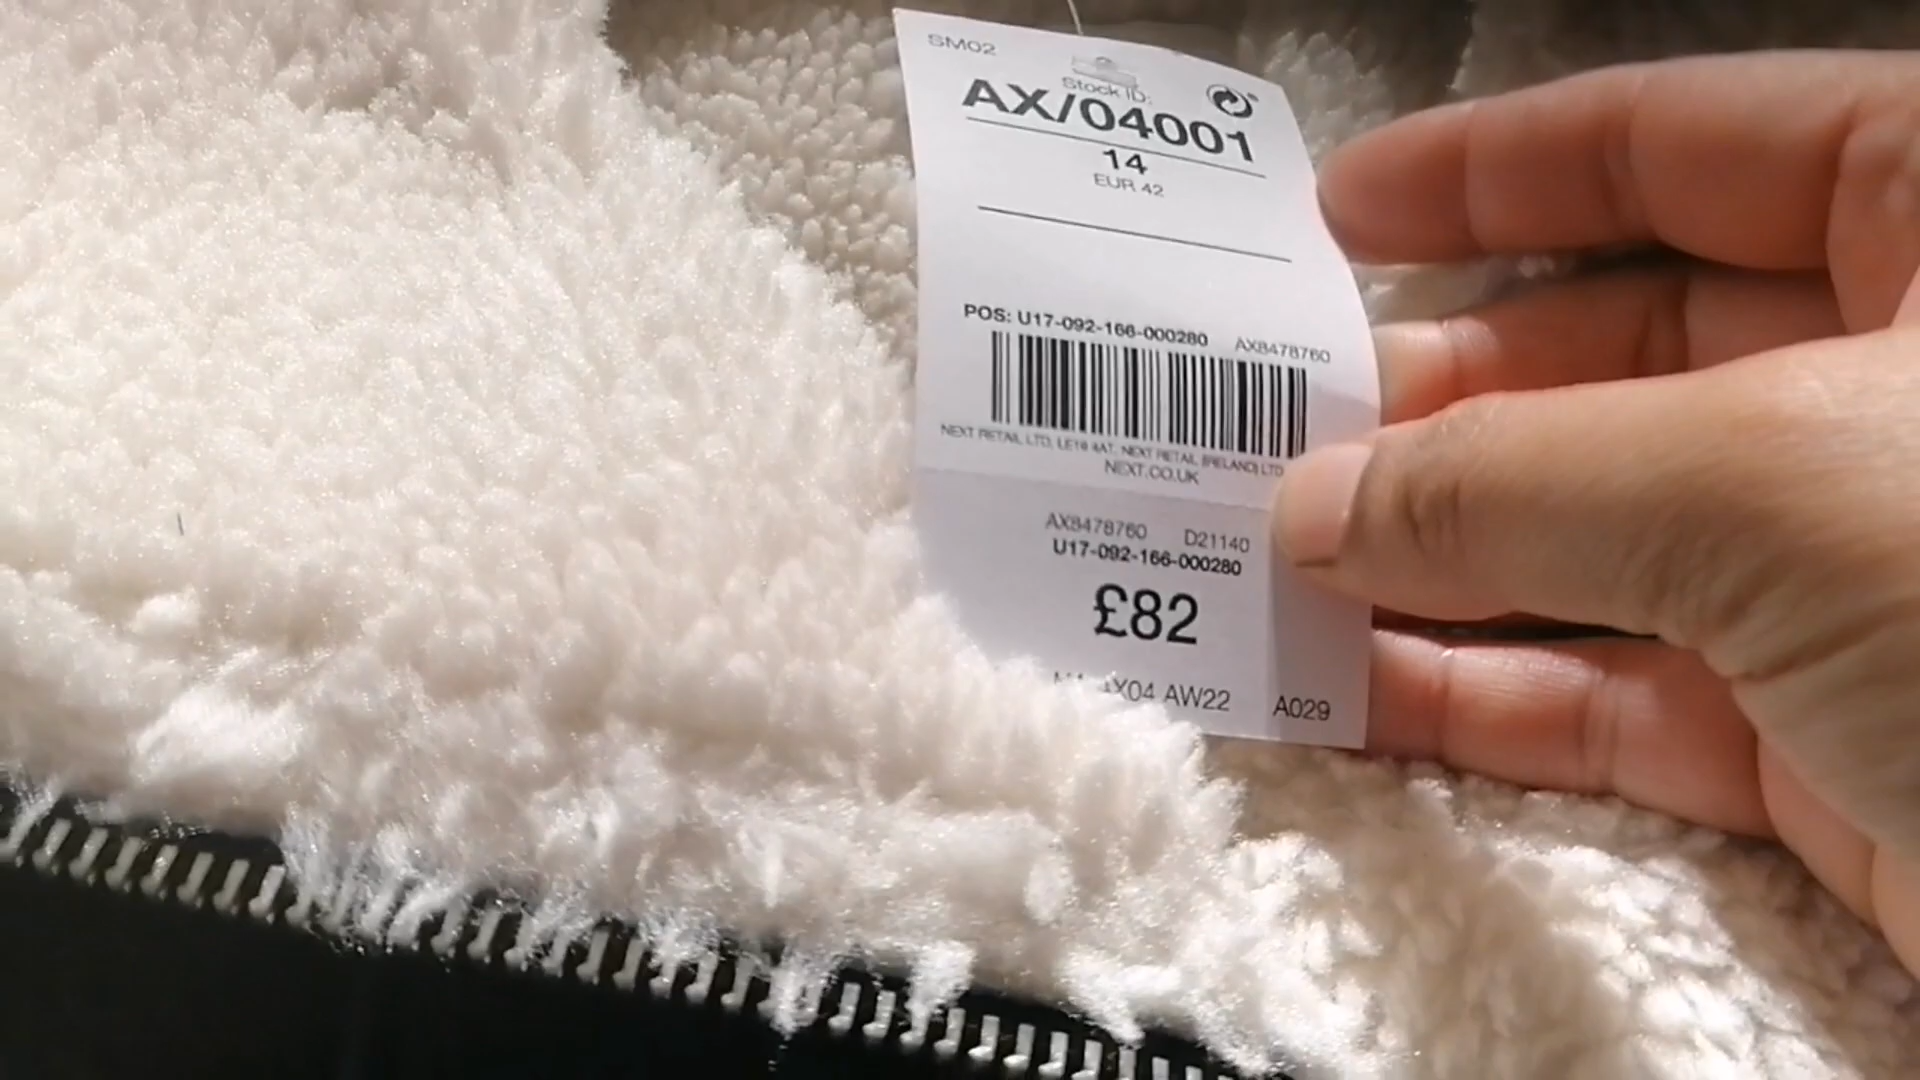 SM02
Stock ID:
AX/04001
14
EUR 42
POS: U17-092-166-000280 AX8478760
NEXT RETAIL LTD, LE19 4AT. NEXT RETAIL (IRELAND) LTD
NEXT.CO.UK
AX8478760 D21140
U17-092-166-000280
£82
AW22 A029